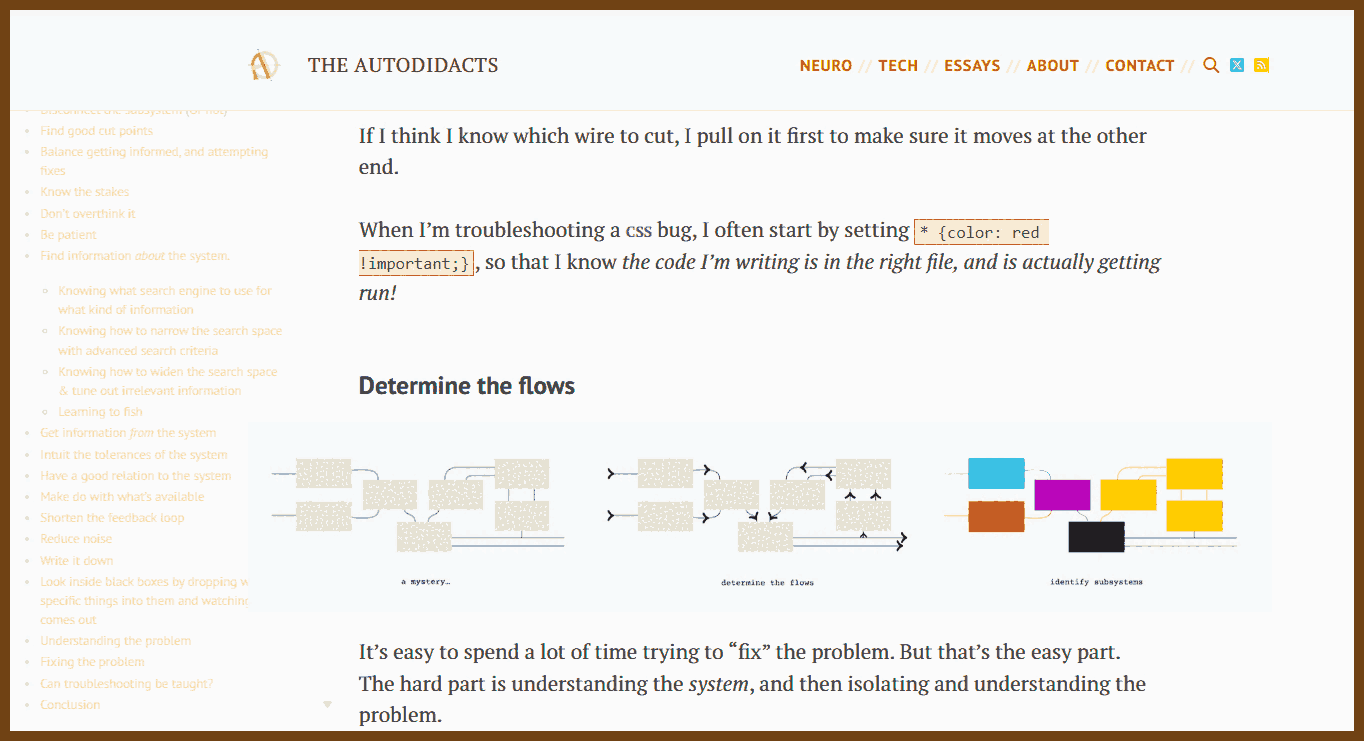 THE AUTODIDACTS
NEURO // TECH // ESSAYS // ABOUT // CONTACT //
Disconnect the subsystem (or not)
Find good cut points
Balance getting informed, and attempting
fixes
Know the stakes
Don't overthink it
Be patient
Find information about the system.
Knowing what search engine to use for
what kind of information
Knowing how to narrow the search space
with advanced search criteria
Knowing how to widen the search space
& tune out irrelevant information
Learning to fish
Get information from the system
Intuit the tolerances of the system
Have a good relation to the system
Make do with what's available
Shorten the feedback loop
Reduce noise
Write it down
Look inside black boxes by dropping
specific things into them and watching
comes out
Understanding the problem
Fixing the problem
Can troubleshooting be taught?
Conclusion
If I think I know which wire to cut, I pull on it first to make sure it moves at the other
end.
When I’m troubleshooting a css bug, I often start by setting * {color: red
!important;}, so that I know the code I’m writing is in the right file, and is actually getting
run!
Determine the flows
a mystery…
determine the flows
identify subsystems
It’s easy to spend a lot of time trying to “fix” the problem. But that’s the easy part.
The hard part is understanding the system, and then isolating and understanding the
problem.